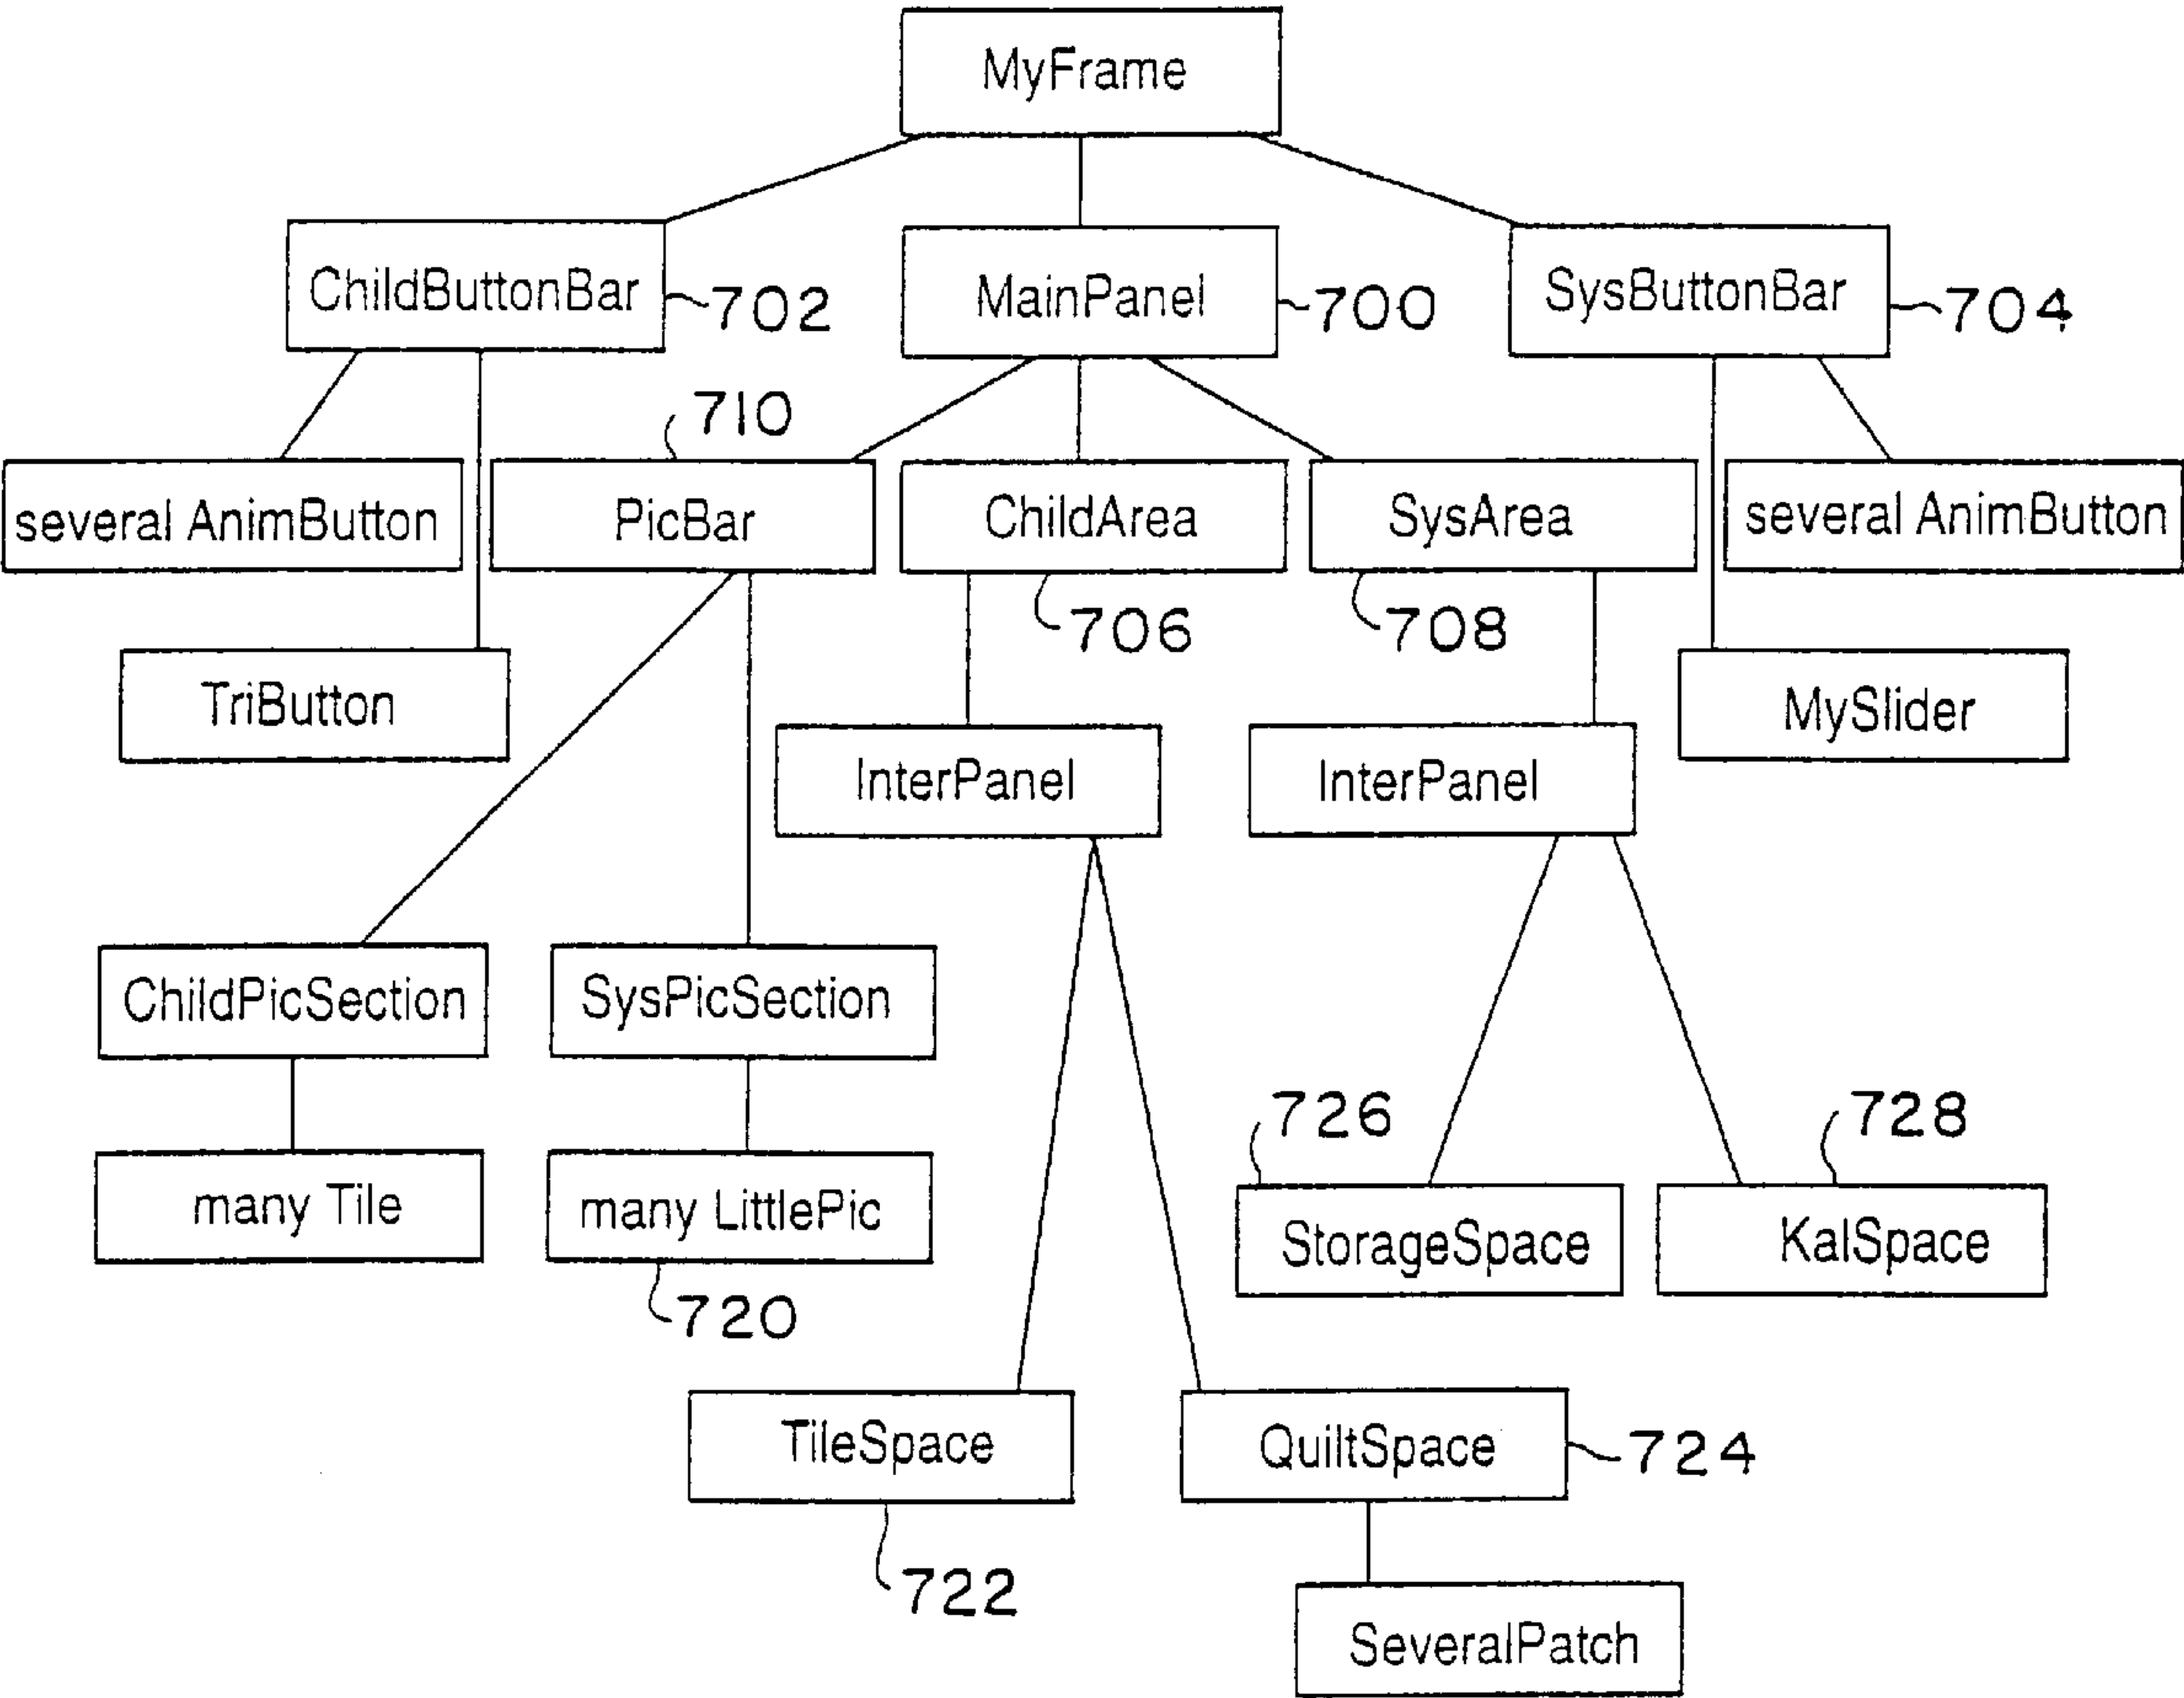 MyFrame
ChildButtonBar
702
MainPanel
700
SysButtonBar
704
710
several AnimButton
PicBar
ChildArea
SysArea
several AnimButton
706
708
TriButton
MySlider
InterPanel
InterPanel
ChildPicSection
SysPicSection
726
728
many Tile
many LittlePic
StorageSpace
KalSpace
720
TileSpace
QuiltSpace
724
722
SeveralPatch